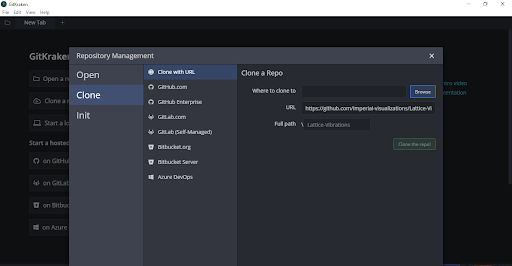 GitKraken
File Edit View Help
New Tab
GitKraken
Repository Management
Open
Clone
Init
Clone with URL
GitHub.com
GitHub Enterprise
GitLab.com
GitLab (Self-Managed)
Bitbucket.org
Bitbucket Server
Azure DevOps
Clone a Repo
Where to clone to
Browse
URL
https://github.com/imperial-visualizations/Lattice-Vi
Full path
\ Lattice-Vibrations
Clone the repo!
Open a re
Clone a
Start a lo
Start a hosted
on GitHub
on GitLab
on Bitbuc
on Azure
video